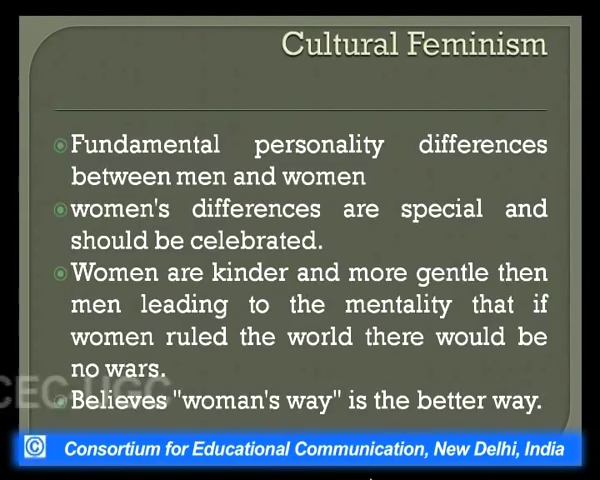 Cultural Feminism
Fundamental personality differences
between men and women
women's differences are special and
should be celebrated.
Women are kinder and more gentle then
men leading to the mentality that if
women ruled the world there would be
no wars.
CEC-UGC
Believes "woman's way" is the better way.
© Consortium for Educational Communication, New Delhi, India